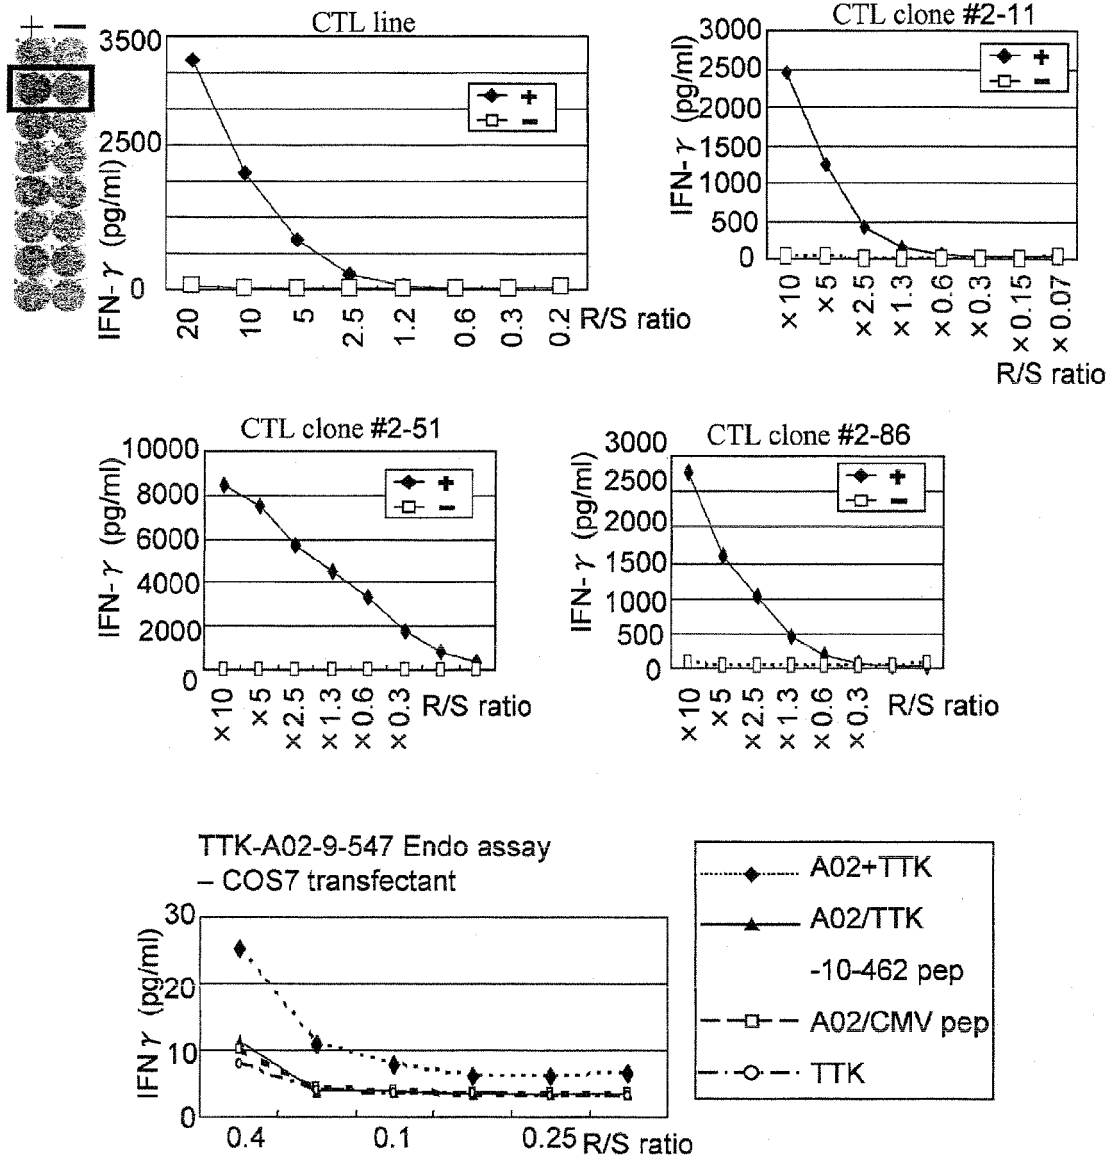 + −
CTL line
3500
2500
0
IFN-γ (pg/ml)
+
−
20 10 5 2.5 1.2 0.6 0.3 0.2
R/S ratio
CTL clone #2-11
3000
2500
2000
1500
1000
500
0
IFN-γ (pg/ml)
+
−
×10 ×5 ×2.5 ×1.3 ×0.6 ×0.3 ×0.15 ×0.07
R/S ratio
CTL clone #2-51
10000
8000
6000
4000
2000
0
IFN-γ (pg/ml)
+
−
×10 ×5 ×2.5 ×1.3 ×0.6 ×0.3
R/S ratio
CTL clone #2-86
3000
2500
2000
1500
1000
500
0
IFN-γ (pg/ml)
+
−
×10 ×5 ×2.5 ×1.3 ×0.6 ×0.3
R/S ratio
TTK-A02-9-547 Endo assay
– COS7 transfectant
30
20
10
0
IFNγ (pg/ml)
0.4 0.1 0.25
R/S ratio
A02+TTK
A02/TTK
-10-462 pep
A02/CMV pep
TTK